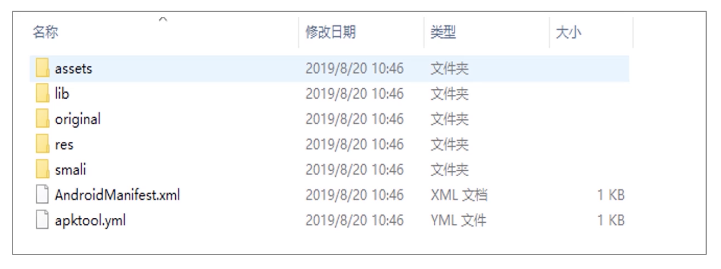 名称 修改日期 类型 大小
assets 2019/8/20 10:46 文件夹
lib 2019/8/20 10:46 文件夹
original 2019/8/20 10:46 文件夹
res 2019/8/20 10:46 文件夹
smali 2019/8/20 10:46 文件夹
AndroidManifest.xml 2019/8/20 10:46 XML 文档 1 KB
apktool.yml 2019/8/20 10:46 YML 文件 1 KB